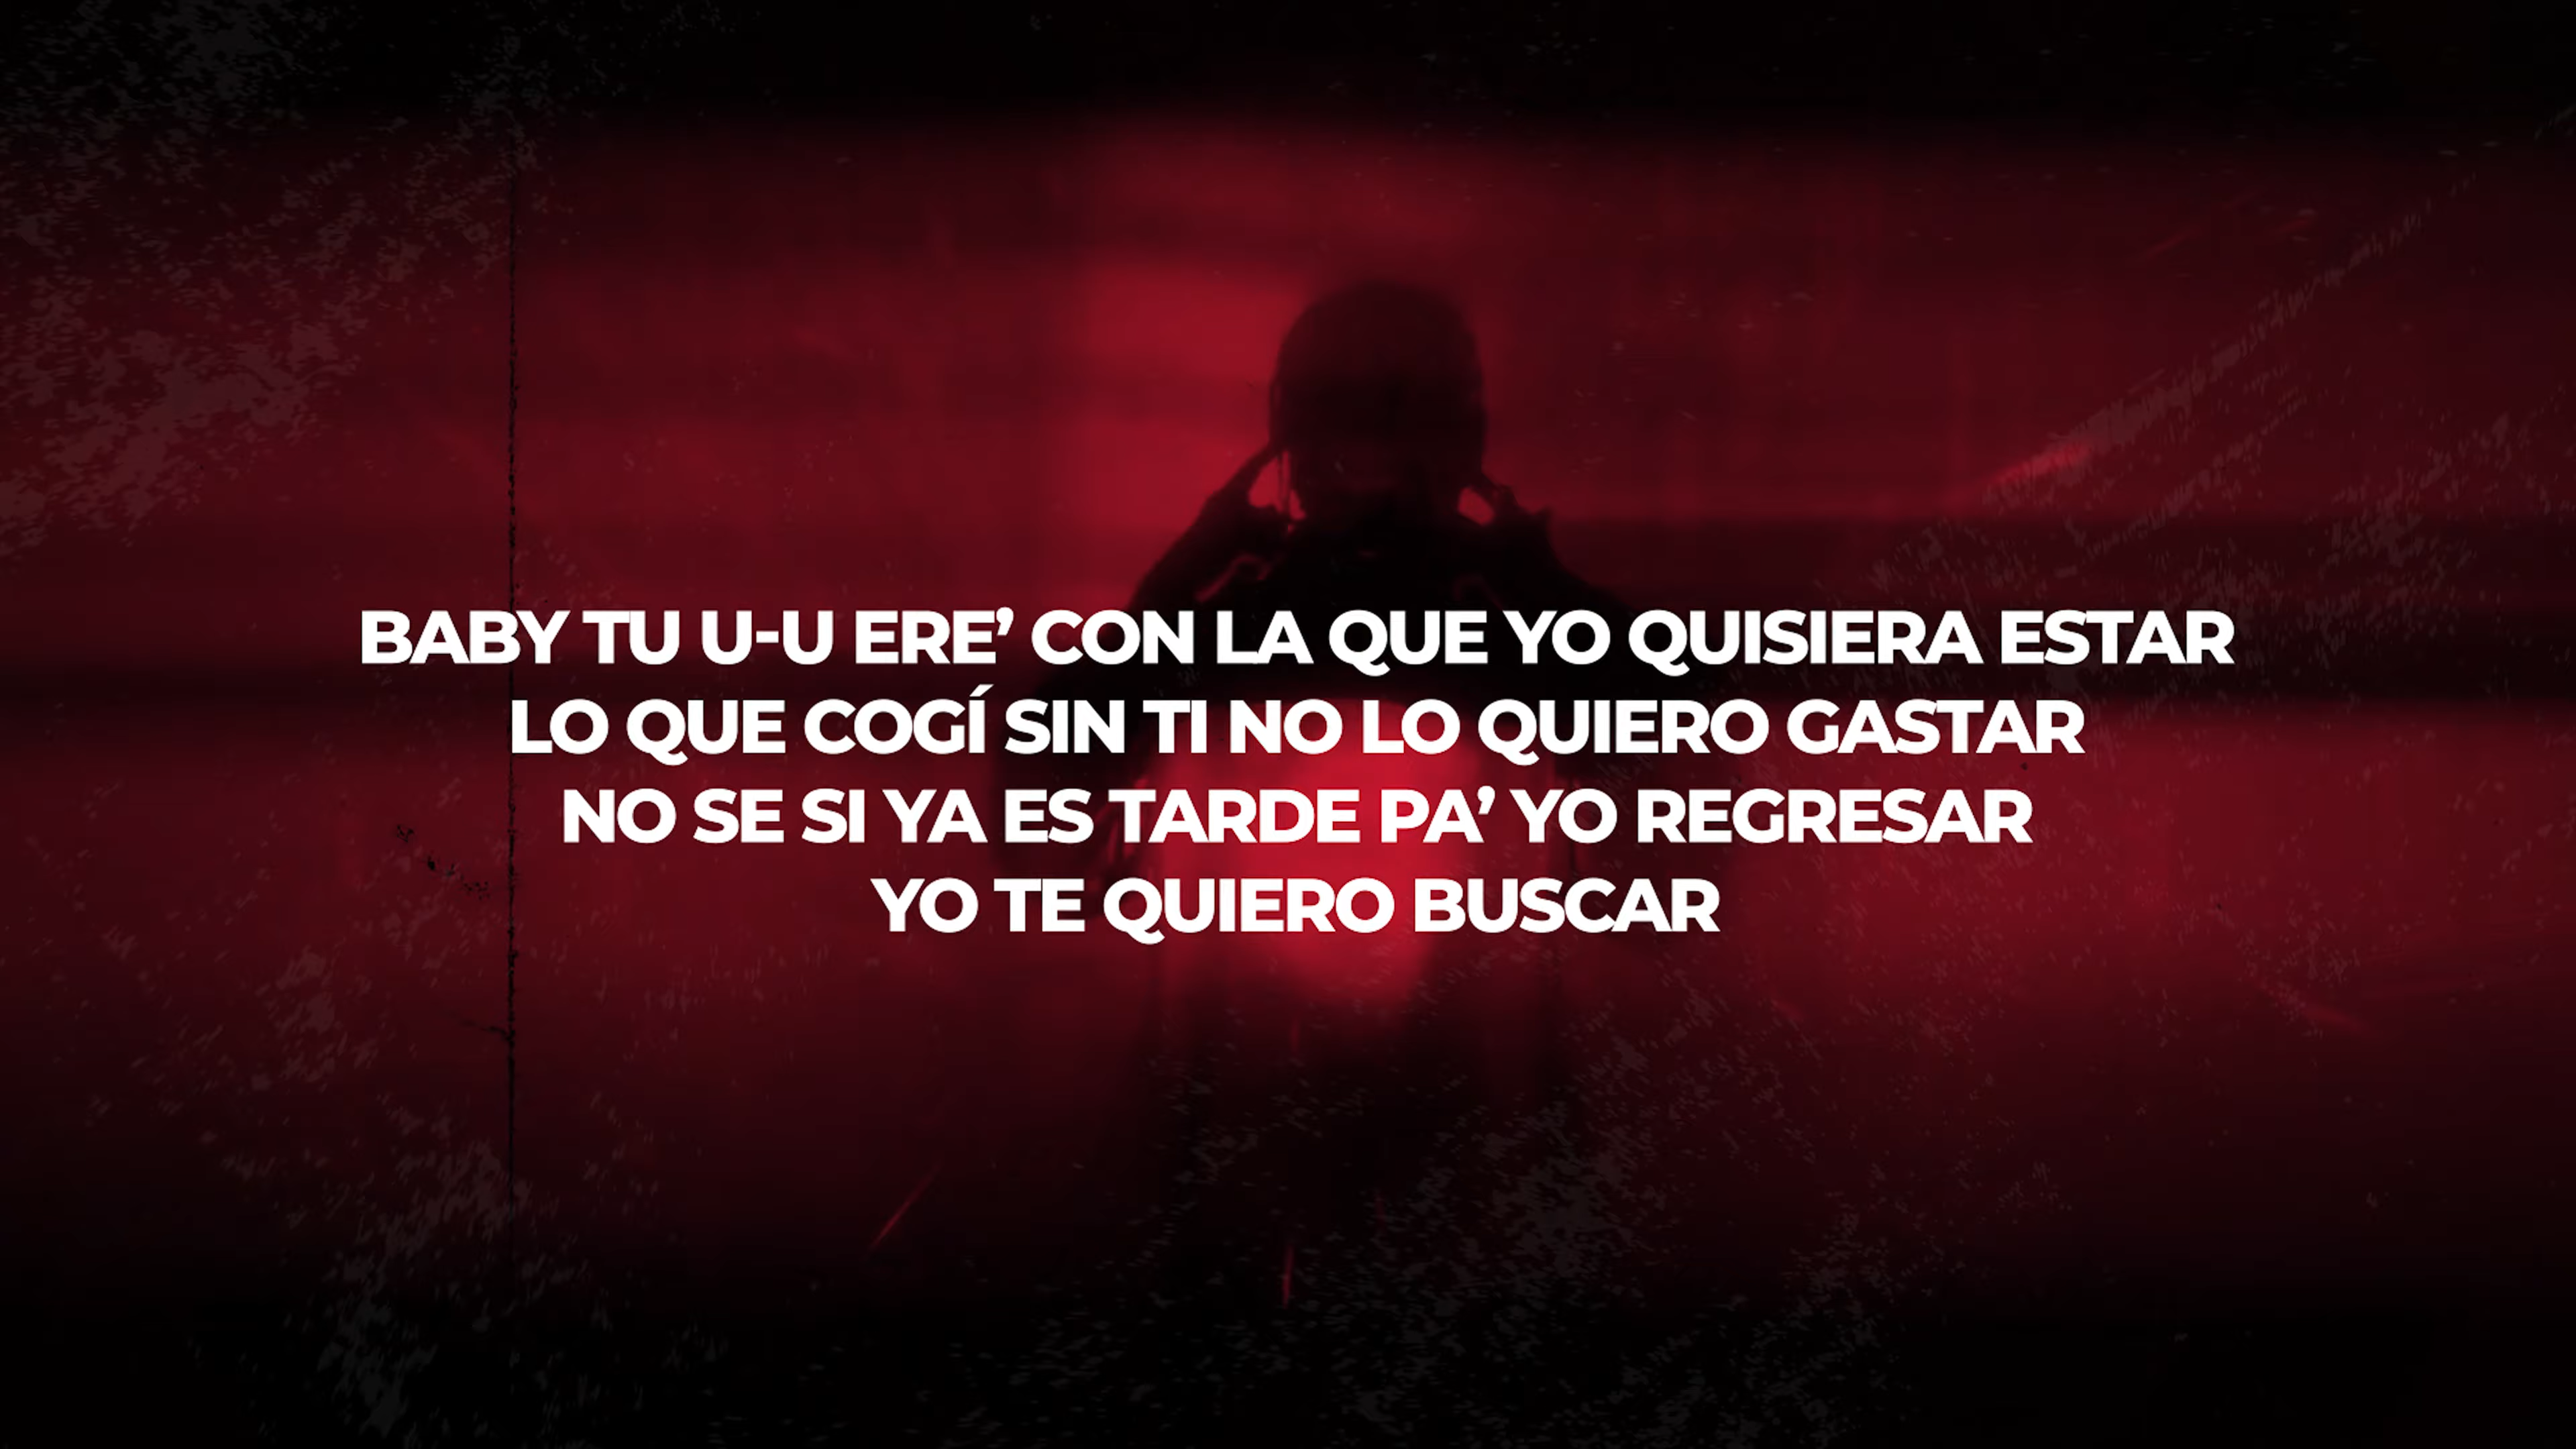 BABY TU U-U ERE’ CON LA QUE YO QUISIERA ESTAR
LO QUE COGÍ SIN TI NO LO QUIERO GASTAR
NO SE SI YA ES TARDE PA’ YO REGRESAR
YO TE QUIERO BUSCAR